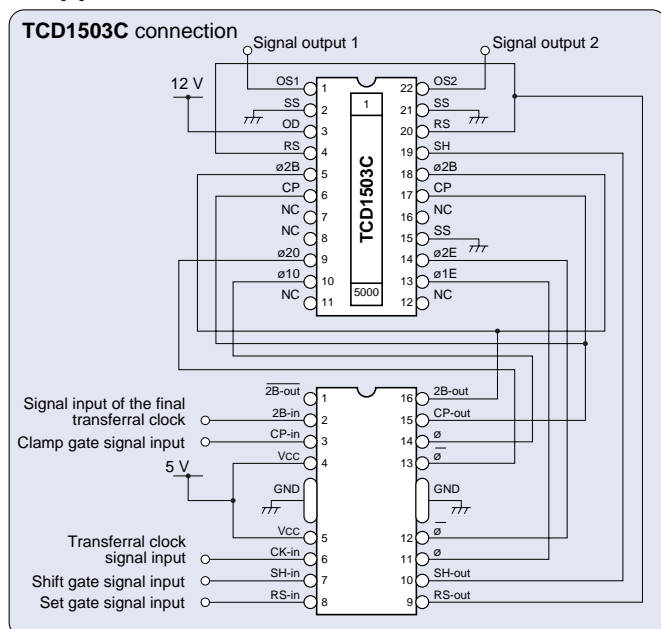 TCD1503C connection
Signal output 1
Signal output 2
12 V
OS1
1
SS
2
OD
3
RS
4
ø2B
5
CP
6
NC
7
NC
8
ø20
9
ø10
10
NC
11
1
TCD1503C
5000
22
OS2
21
SS
20
RS
19
SH
18
ø2B
17
CP
16
NC
15
SS
14
ø2E
13
ø1E
12
NC
2B-out
1
Signal input of the final
transferral clock
2B-in
2
Clamp gate signal input
CP-in
3
VCC
4
5 V
GND
VCC
5
Transferral clock
signal input
CK-in
6
Shift gate signal input
SH-in
7
Set gate signal input
RS-in
8
16
2B-out
15
CP-out
14
ø
13
ø
GND
12
ø
11
ø
10
SH-out
9
RS-out